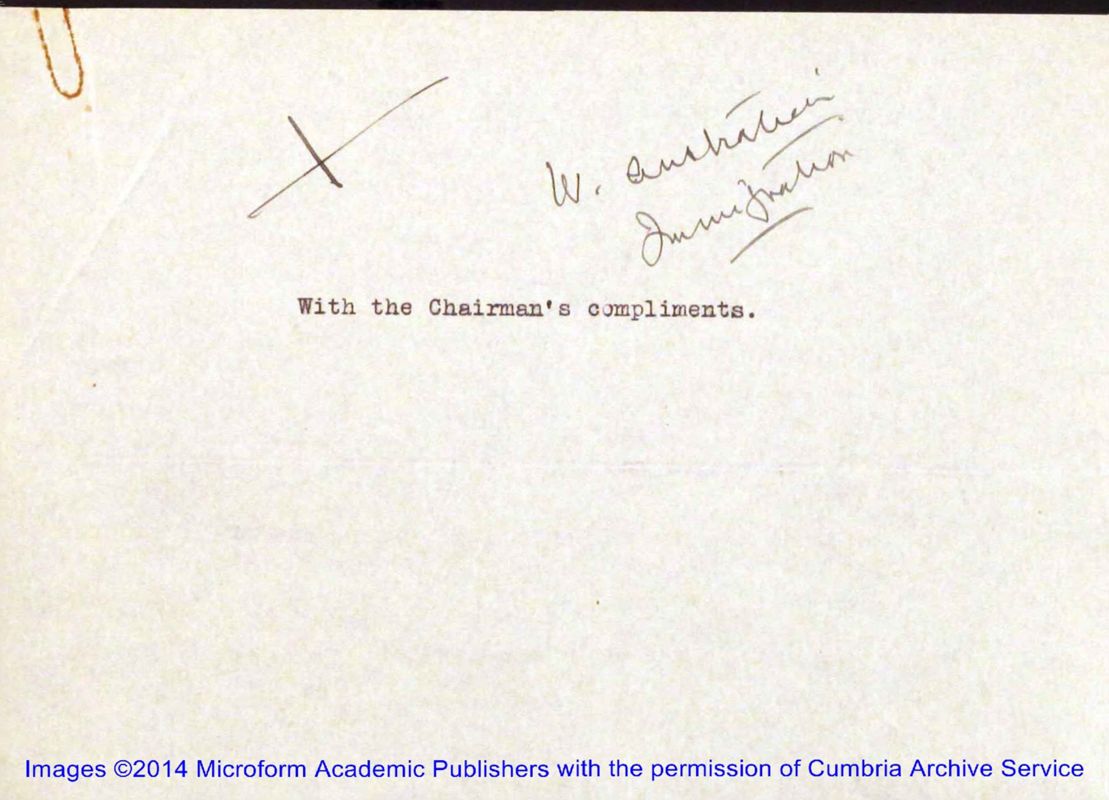 W. Australian
Immigration
With the Chairman's compliments.
Images ©2014 Microform Academic Publishers with the permission of Cumbria Archive Service